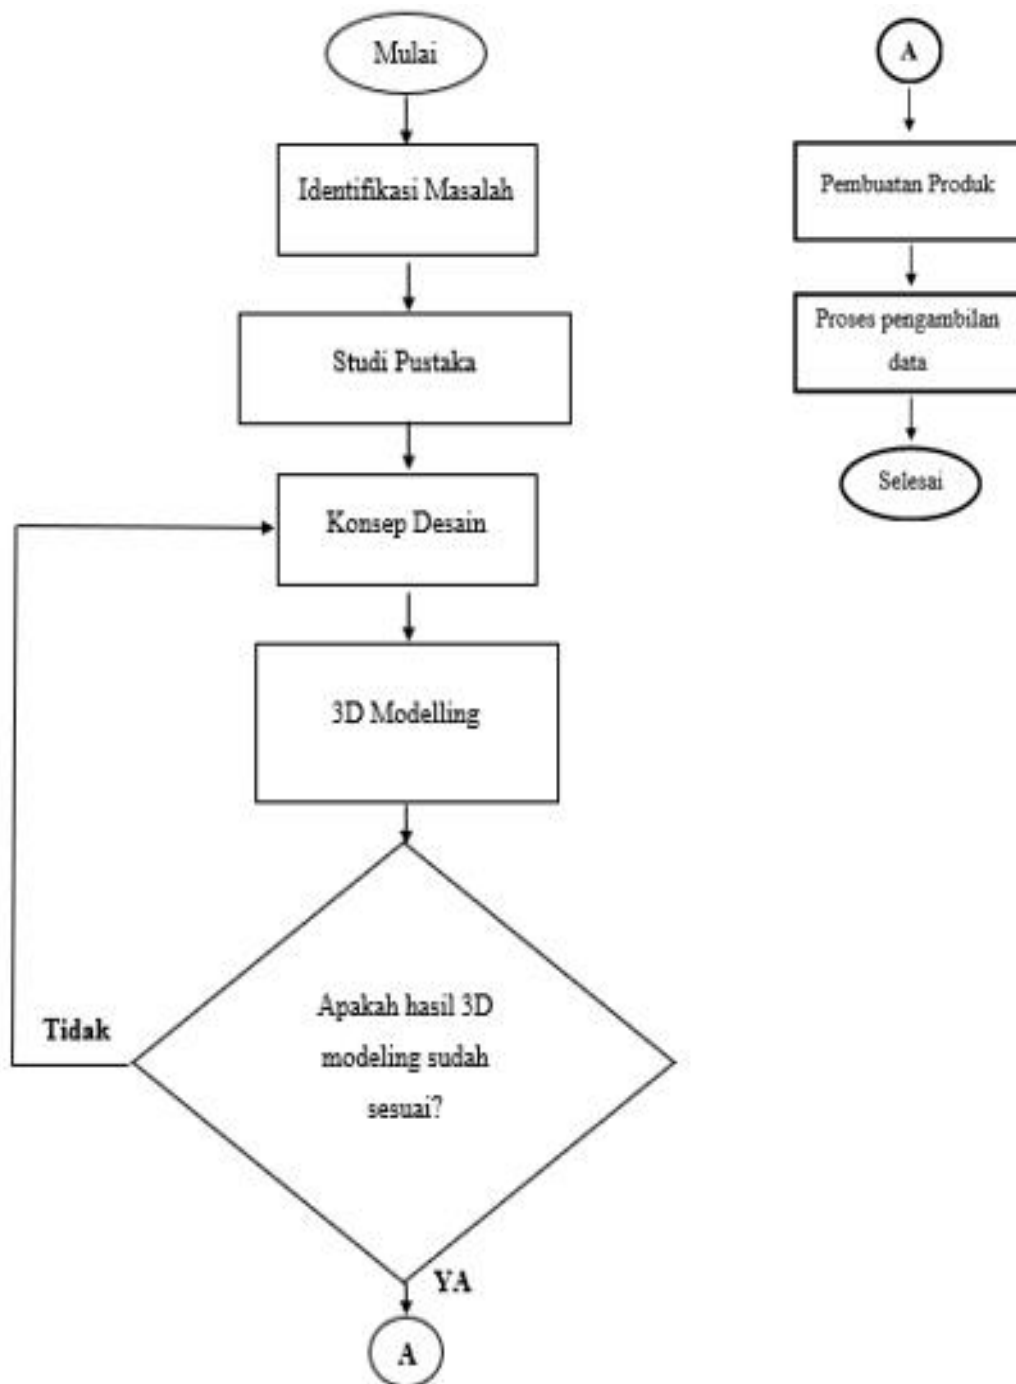 Mulai
Identifikasi Masalah
Studi Pustaka
Konsep Desain
3D Modelling
Apakah hasil 3D
modeling sudah
sesuai?
Tidak
YA
A
A
Pembuatan Produk
Proses pengambilan
data
Selesai